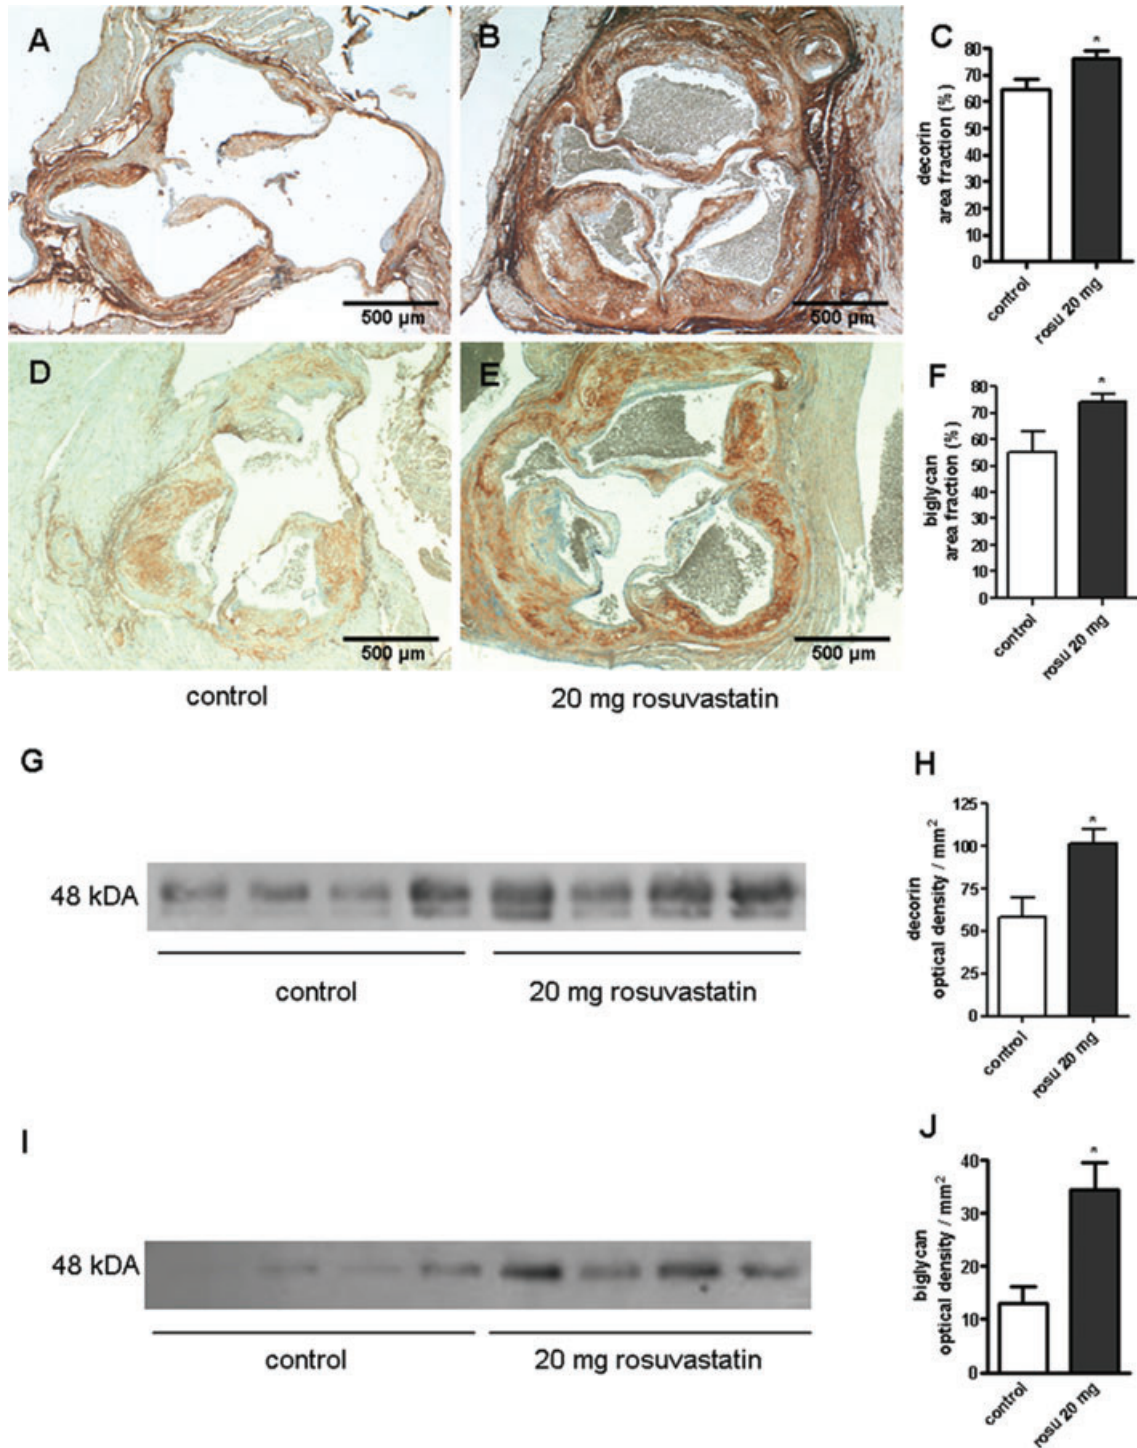 A
500 μm
B
500 μm
C
decorin
area fraction (%)
80
70
60
50
40
30
20
10
0
*
control
rosu 20 mg
D
500 μm
E
500 μm
F
biglycan
area fraction (%)
80
70
60
50
40
30
20
10
0
*
control
rosu 20 mg
control
20 mg rosuvastatin
G
48 kDA
control
20 mg rosuvastatin
H
decorin
optical density / mm²
125
100
75
50
25
0
*
control
rosu 20 mg
I
48 kDA
control
20 mg rosuvastatin
J
biglycan
optical density / mm²
40
30
20
10
0
*
control
rosu 20 mg